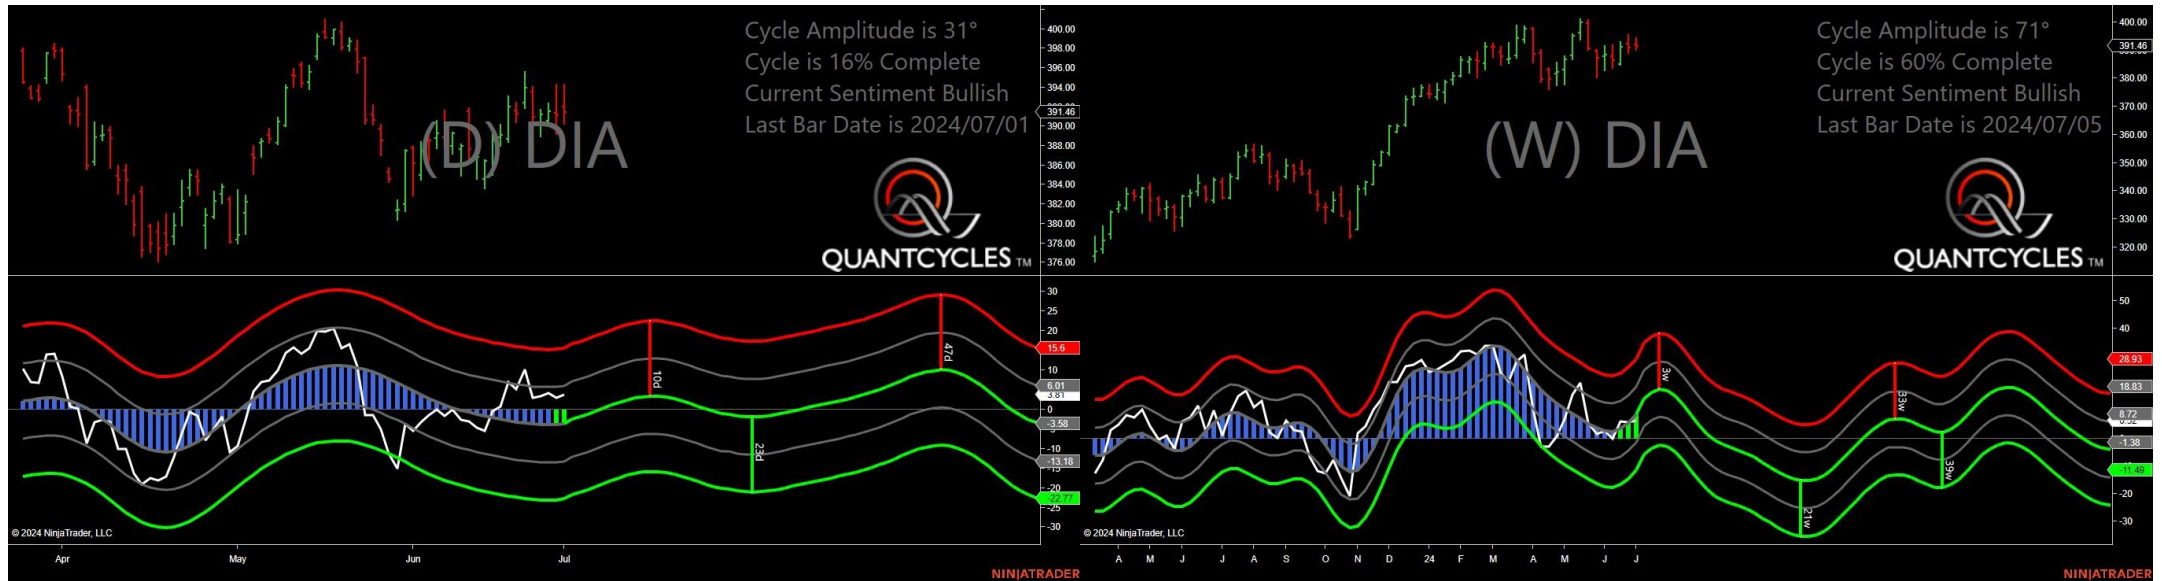 Cycle Amplitude is 31°
Cycle is 16% Complete
Current Sentiment Bullish
Last Bar Date is 2024/07/01
(D) DIA
QUANTCYCLES TM
400.00
398.00
396.00
394.00
391.46
390.00
388.00
386.00
384.00
382.00
380.00
378.00
376.00
30
25
20
15.6
10
6.01
3.81
0
-3.58
-10
-13.18
-15
-20
-22.77
-25
-30
10d
23d
47d
© 2024 NinjaTrader, LLC
Apr May Jun Jul
NINJATRADER
Cycle Amplitude is 71°
Cycle is 60% Complete
Current Sentiment Bullish
Last Bar Date is 2024/07/05
(W) DIA
QUANTCYCLES TM
400.00
391.46
380.00
370.00
360.00
350.00
340.00
330.00
320.00
50
40
28.93
18.83
8.72
-1.38
-11.49
-20
-30
3w
21w
33w
39w
© 2024 NinjaTrader, LLC
A M J J A S O N D 24 F M A M J J
NINJATRADER